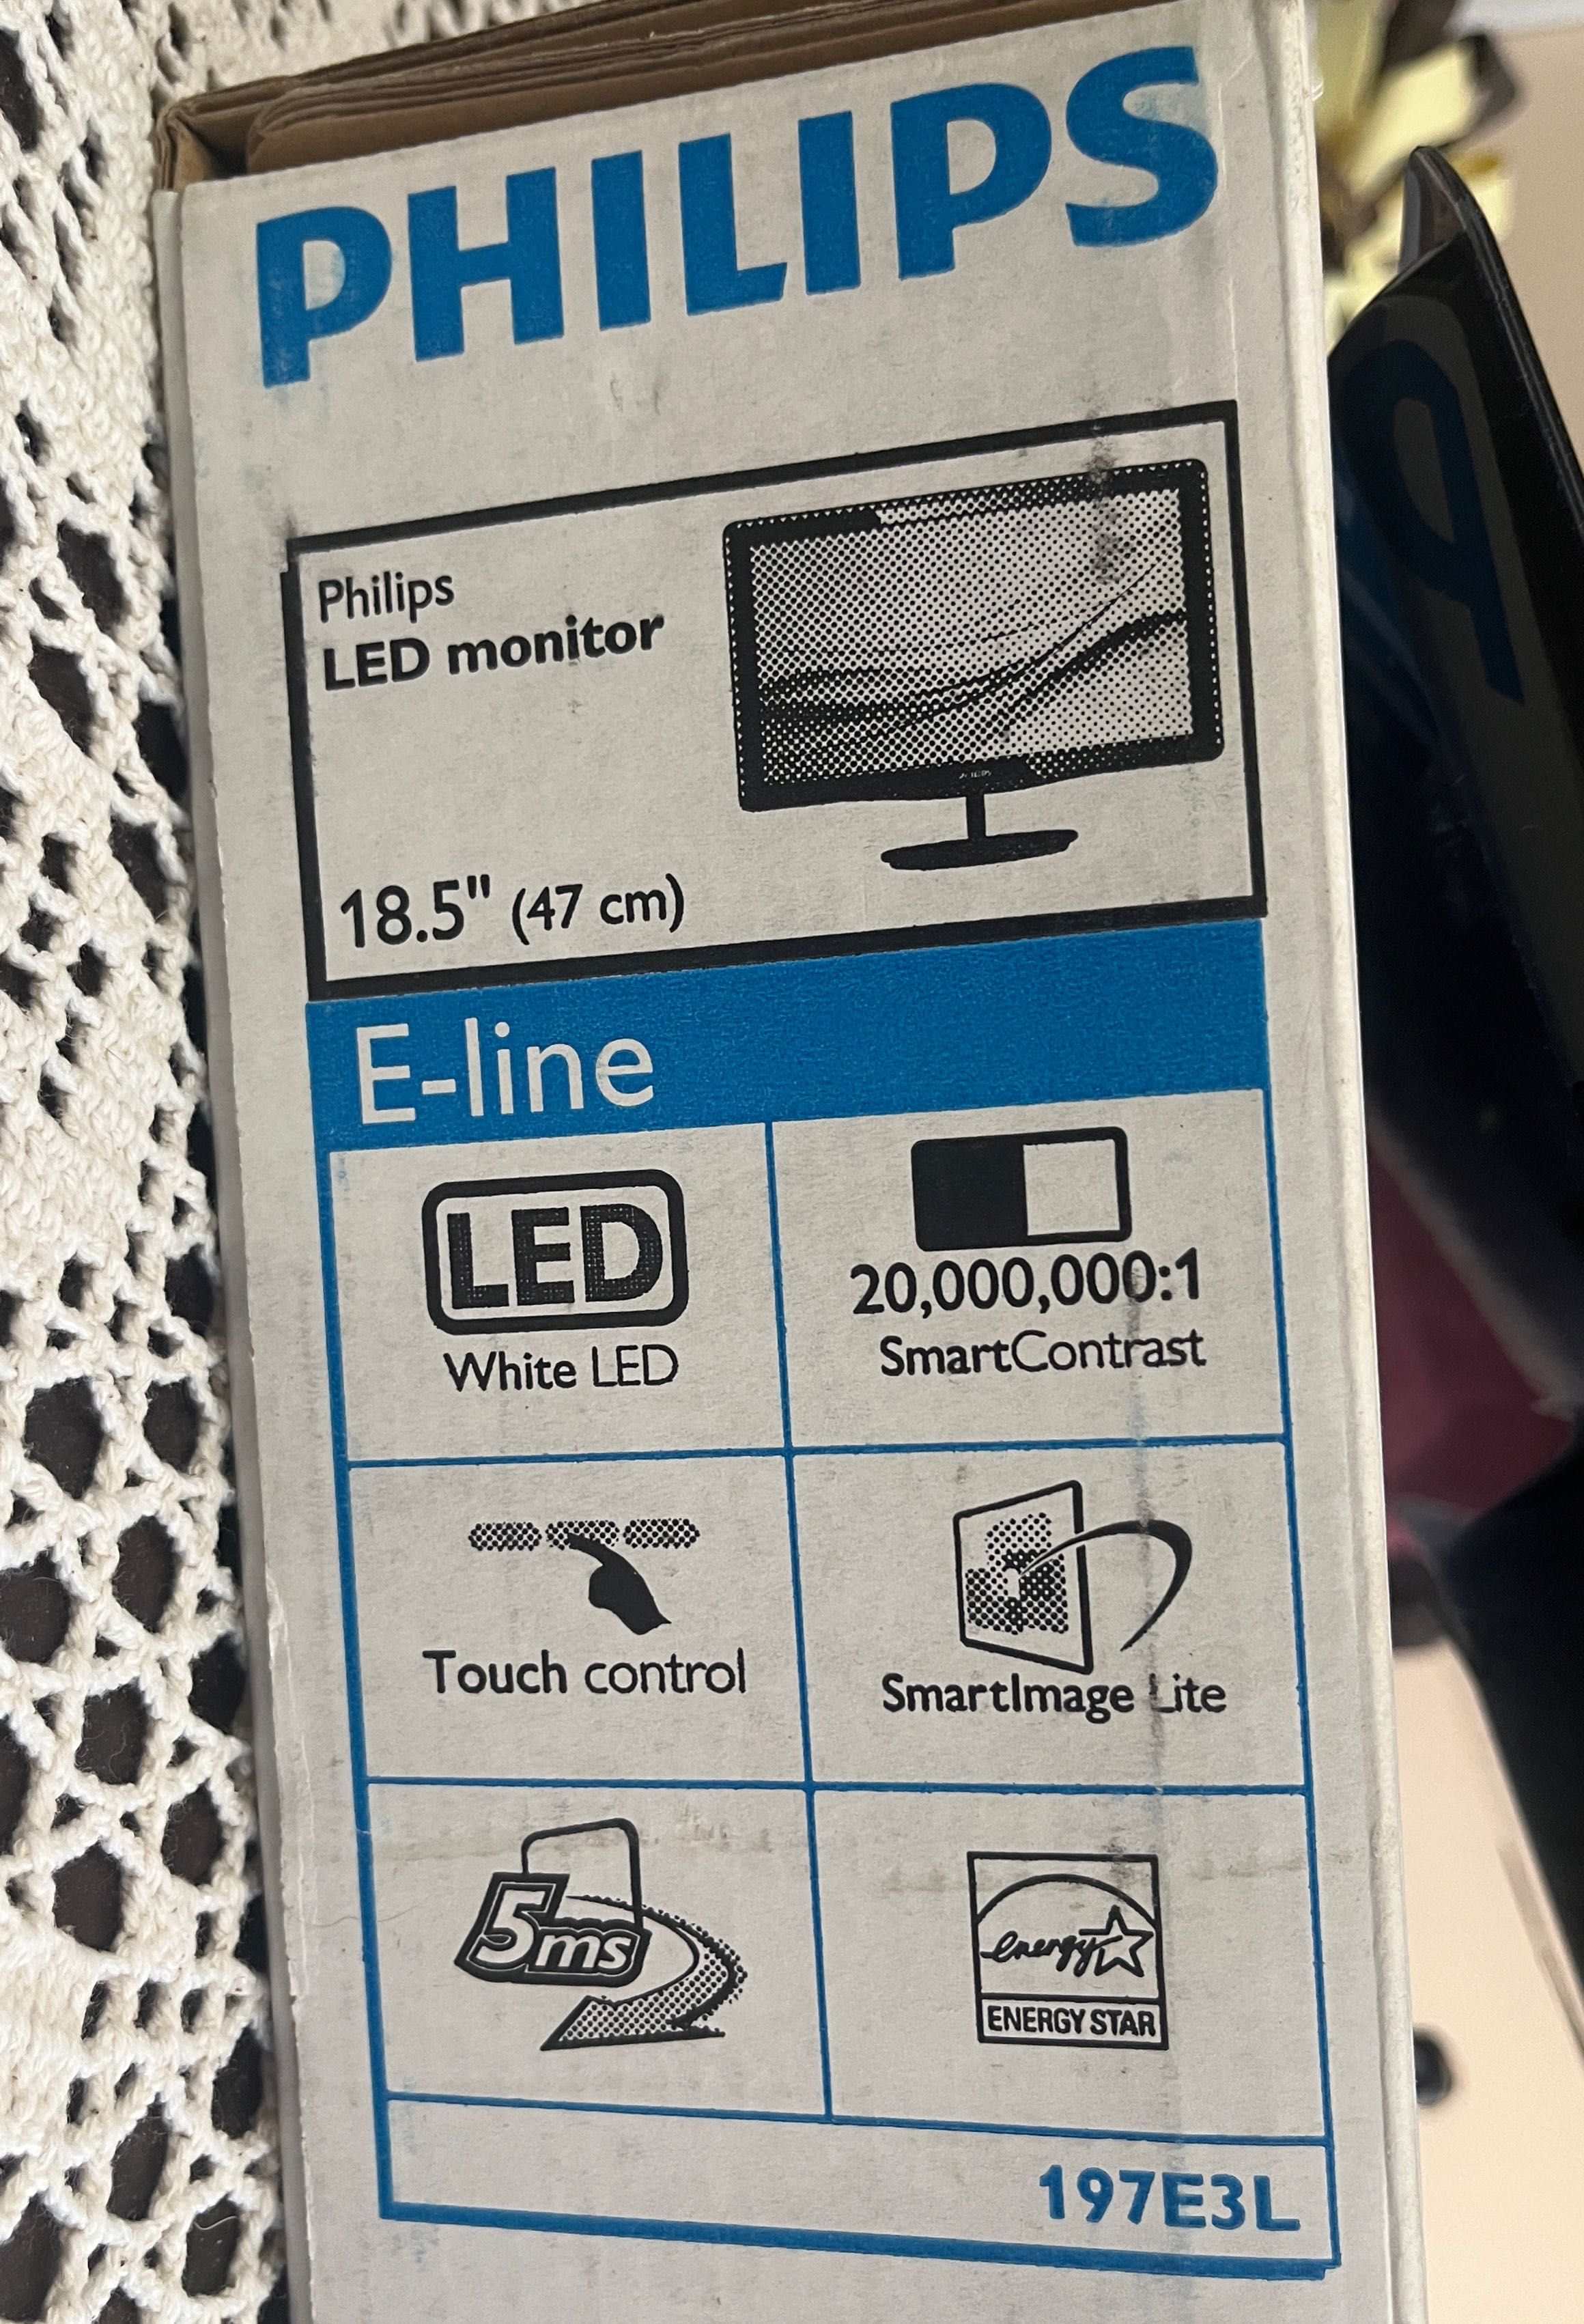 PHILIPS
Philips
LED monitor
18.5" (47 cm)
E-line
LED
White LED
20,000,000:1
SmartContrast
Touch control
SmartImage Lite
5ms
energy
ENERGY STAR
197E3L